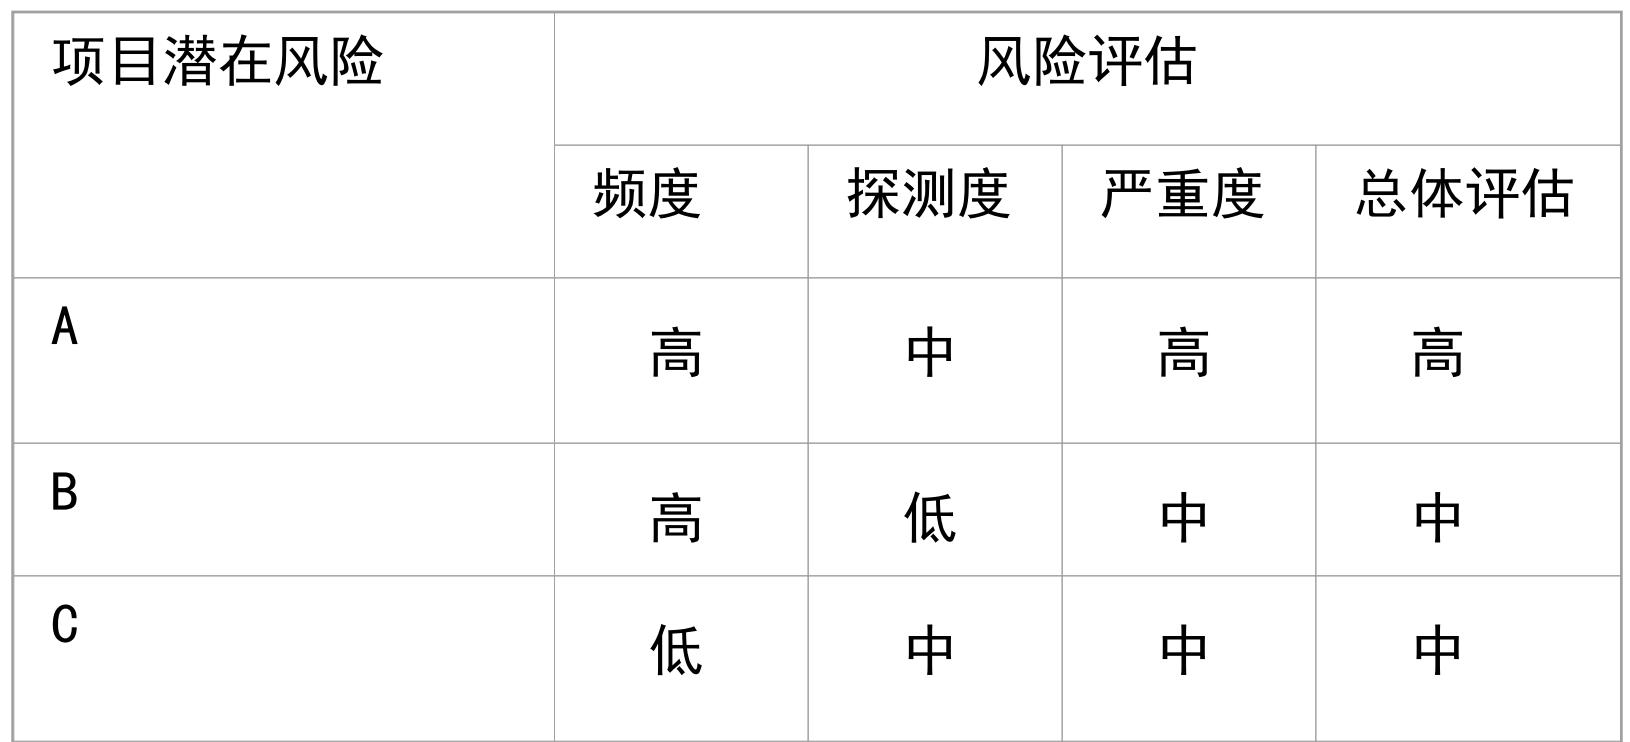 项目潜在风险 风险评估
频度 探测度 严重度 总体评估
A 高 中 高 高
B 高 低 中 中
C 低 中 中 中